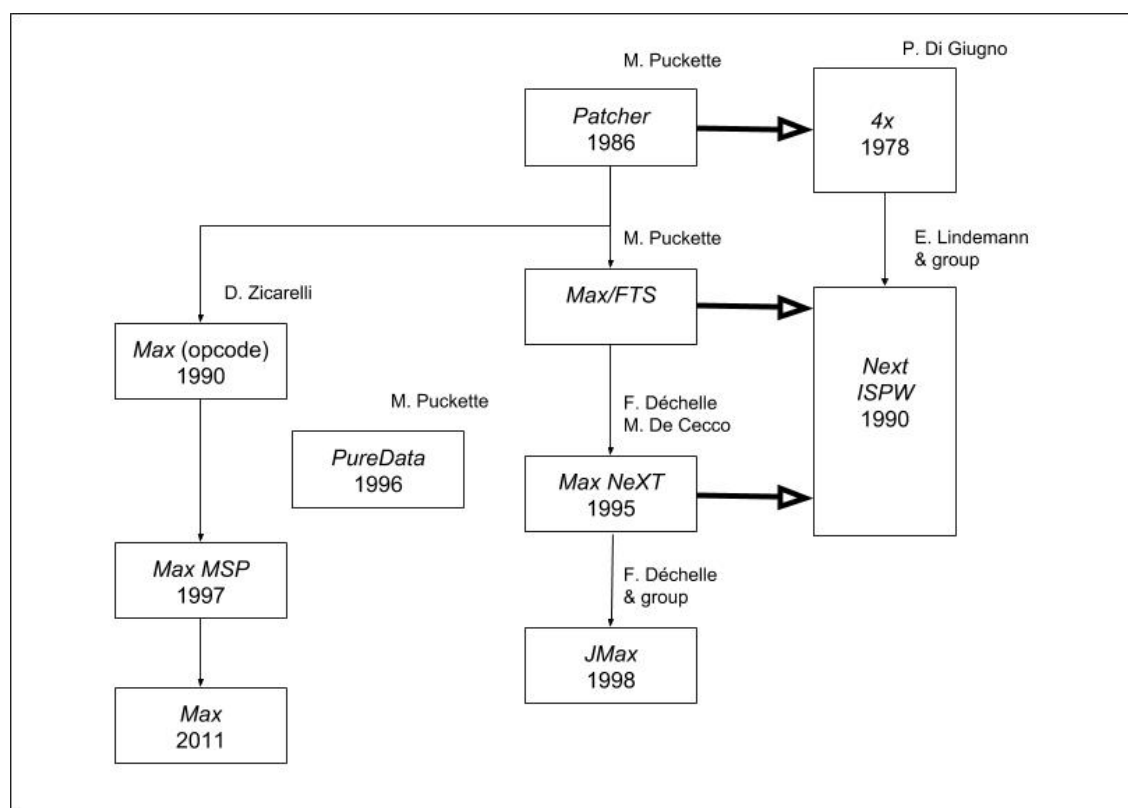 P. Di Giugno
M. Puckette
Patcher
1986
4x
1978
M. Puckette
E. Lindemann
& group
D. Zicarelli
Max/FTS
Max (opcode)
1990
Next
ISPW
1990
M. Puckette
F. Déchelle
M. De Cecco
PureData
1996
Max NeXT
1995
Max MSP
1997
F. Déchelle
& group
JMax
1998
Max
2011